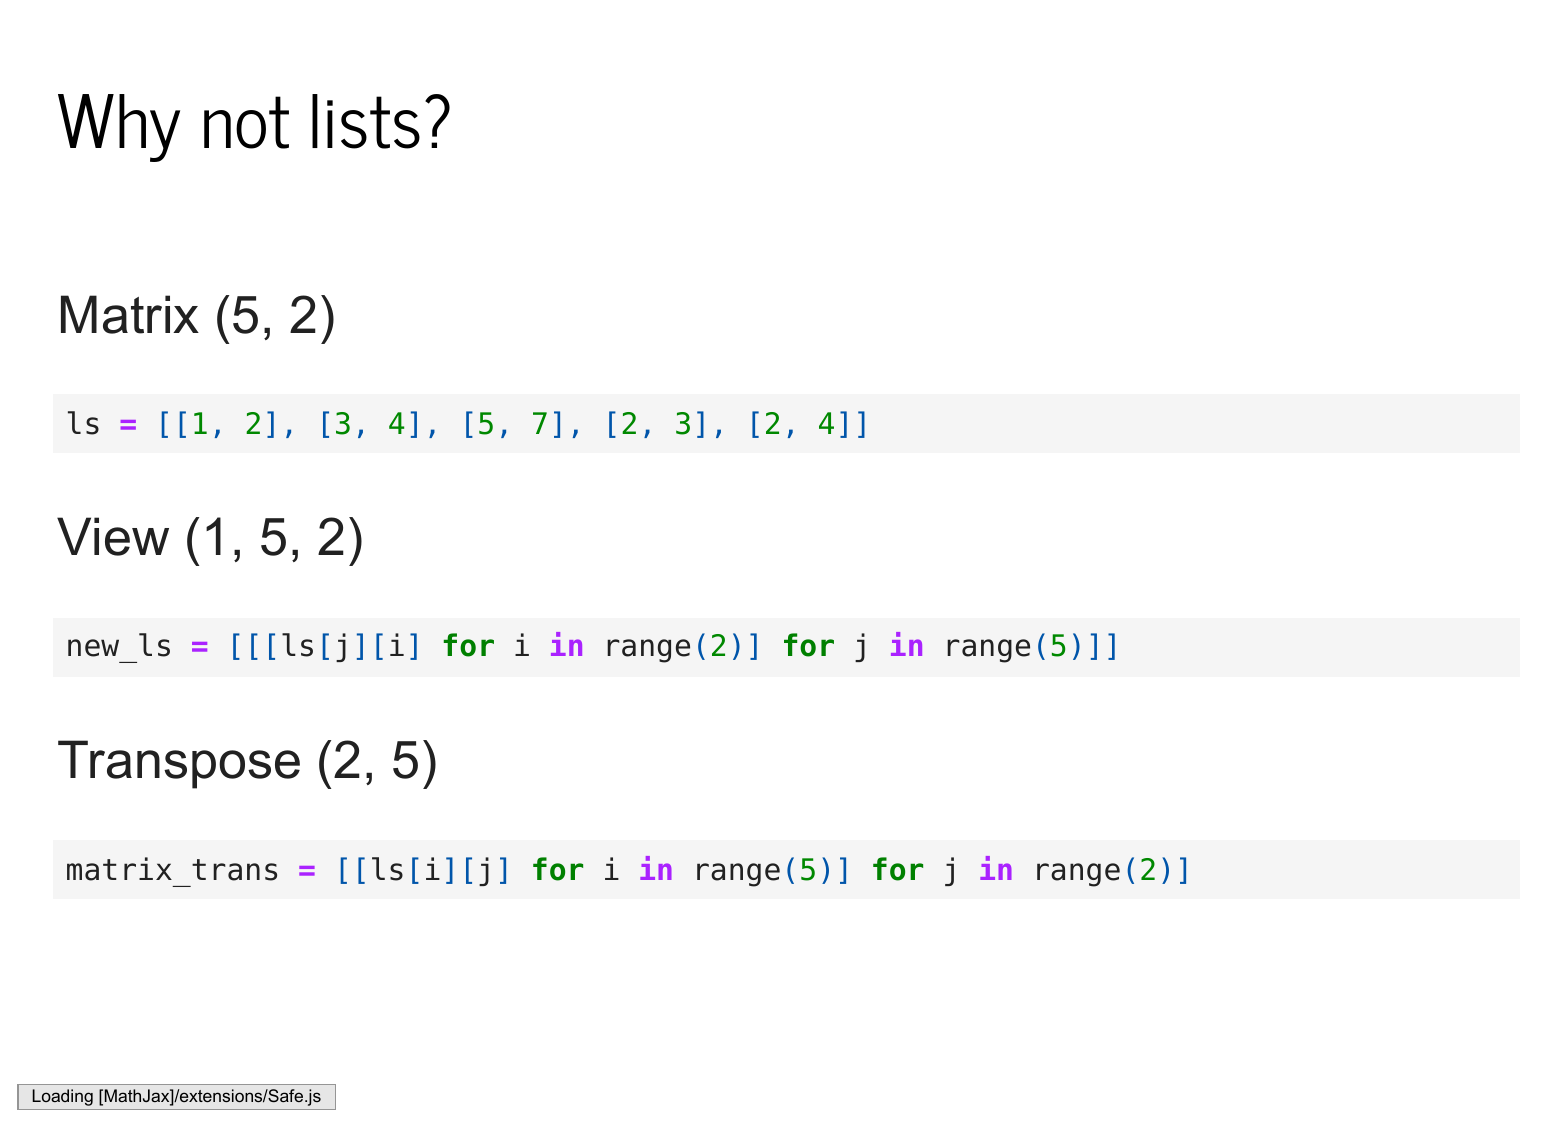 Why not lists?
Matrix (5, 2)
ls = [[1, 2], [3, 4], [5, 7], [2, 3], [2, 4]]
View (1, 5, 2)
new_ls = [[[ls[j][i] for i in range(2)] for j in range(5)]]
Transpose (2, 5)
matrix_trans = [[ls[i][j] for i in range(5)] for j in range(2)]
Loading [MathJax]/extensions/Safe.js